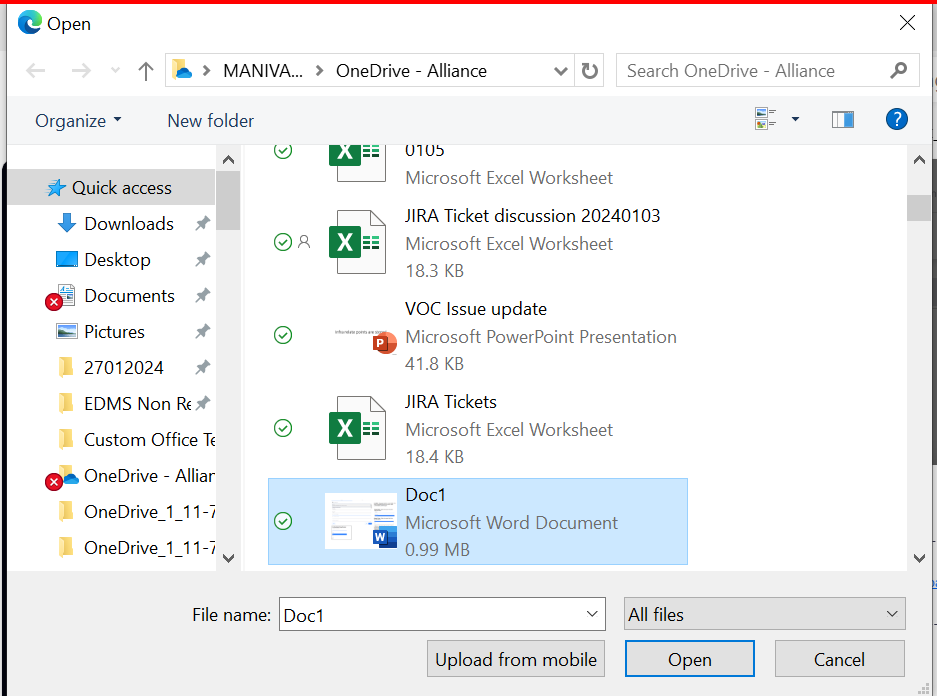 Open
MANIVA... > OneDrive - Alliance
Search OneDrive - Alliance
Organize
New folder
?
Quick access
Downloads
Desktop
Documents
Pictures
27012024
EDMS Non Re
Custom Office Te
OneDrive - Allian
OneDrive_1_11-7
OneDrive_1_11-7
0105
Microsoft Excel Worksheet
JIRA Ticket discussion 20240103
Microsoft Excel Worksheet
18.3 KB
VOC Issue update
Microsoft PowerPoint Presentation
41.8 KB
JIRA Tickets
Microsoft Excel Worksheet
18.4 KB
Doc1
Microsoft Word Document
0.99 MB
File name:
Doc1
All files
Upload from mobile
Open
Cancel